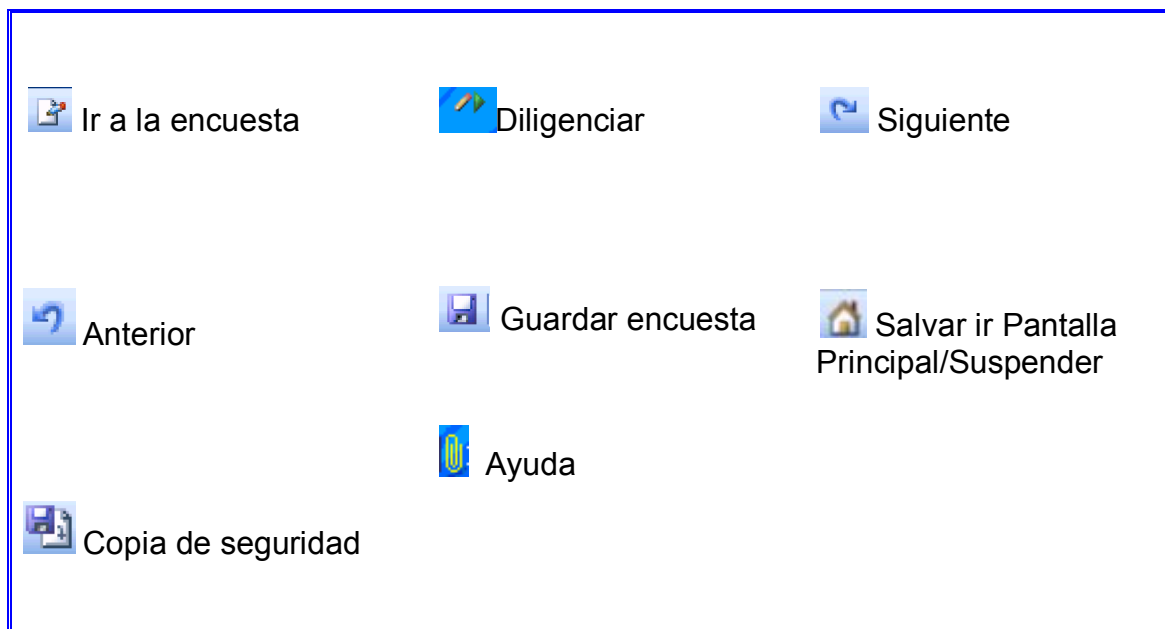 Ir a la encuesta
Diligenciar
Siguiente
Anterior
Guardar encuesta
Salvar ir Pantalla
Principal/Suspender
Ayuda
Copia de seguridad